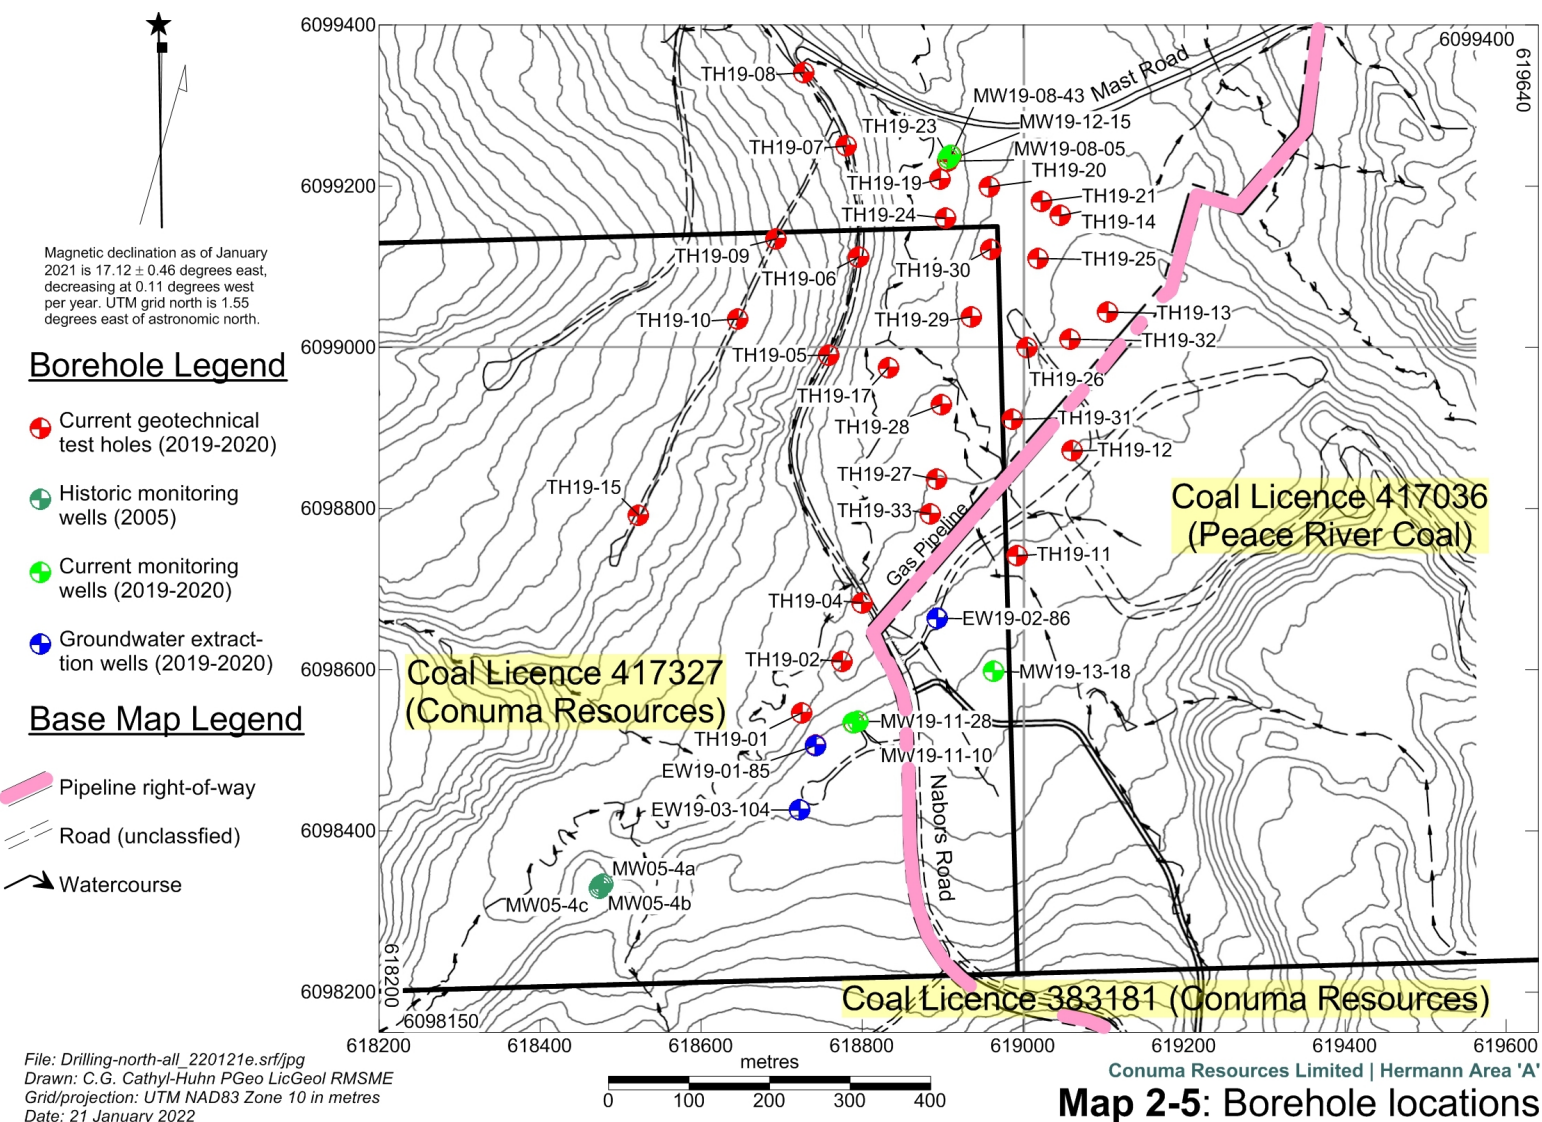 6099400
6099200
6099000
6098800
6098600
6098400
6098200
618200
618400
618600
618800
619000
619200
619400
619600
6099400
619640
618200
6098150
Magnetic declination as of January
2021 is 17.12 ± 0.46 degrees east,
decreasing at 0.11 degrees west
per year. UTM grid north is 1.55
degrees east of astronomic north.
Borehole Legend
Current geotechnical
test holes (2019-2020)
Historic monitoring
wells (2005)
Current monitoring
wells (2019-2020)
Groundwater extract-
tion wells (2019-2020)
Base Map Legend
Pipeline right-of-way
Road (unclassfied)
Watercourse
TH19-08
Mast Road
MW19-08-43
MW19-12-15
TH19-23
TH19-07
MW19-08-05
TH19-20
TH19-19
TH19-21
TH19-24
TH19-14
TH19-09
TH19-25
TH19-30
TH19-06
TH19-13
TH19-10
TH19-29
TH19-32
TH19-05
TH19-26
TH19-17
TH19-31
TH19-28
TH19-12
TH19-27
TH19-15
TH19-33
Coal Licence 417036
(Peace River Coal)
Gas Pipeline
TH19-11
TH19-04
EW19-02-86
TH19-02
MW19-13-18
Coal Licence 417327
(Conuma Resources)
MW19-11-28
TH19-01
MW19-11-10
EW19-01-85
EW19-03-104
Nabors Road
MW05-4a
MW05-4c
MW05-4b
Coal Licence 383181 (Conuma Resources)
metres
0 100 200 300 400
File: Drilling-north-all_220121e.srf/jpg
Drawn: C.G. Cathyl-Huhn PGeo LicGeol RMSME
Grid/projection: UTM NAD83 Zone 10 in metres
Date: 21 January 2022
Conuma Resources Limited | Hermann Area 'A'
Map 2-5: Borehole locations